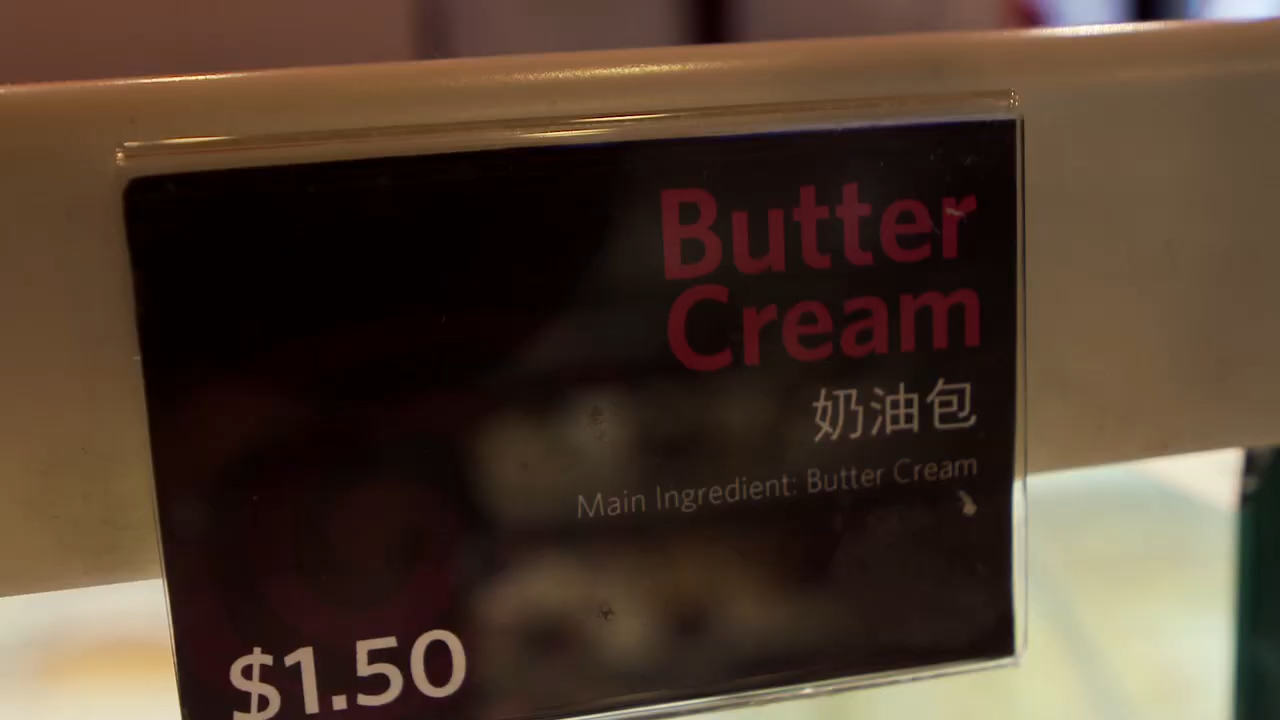 Butter
Cream
奶油包
Main Ingredient: Butter Cream
$1.50